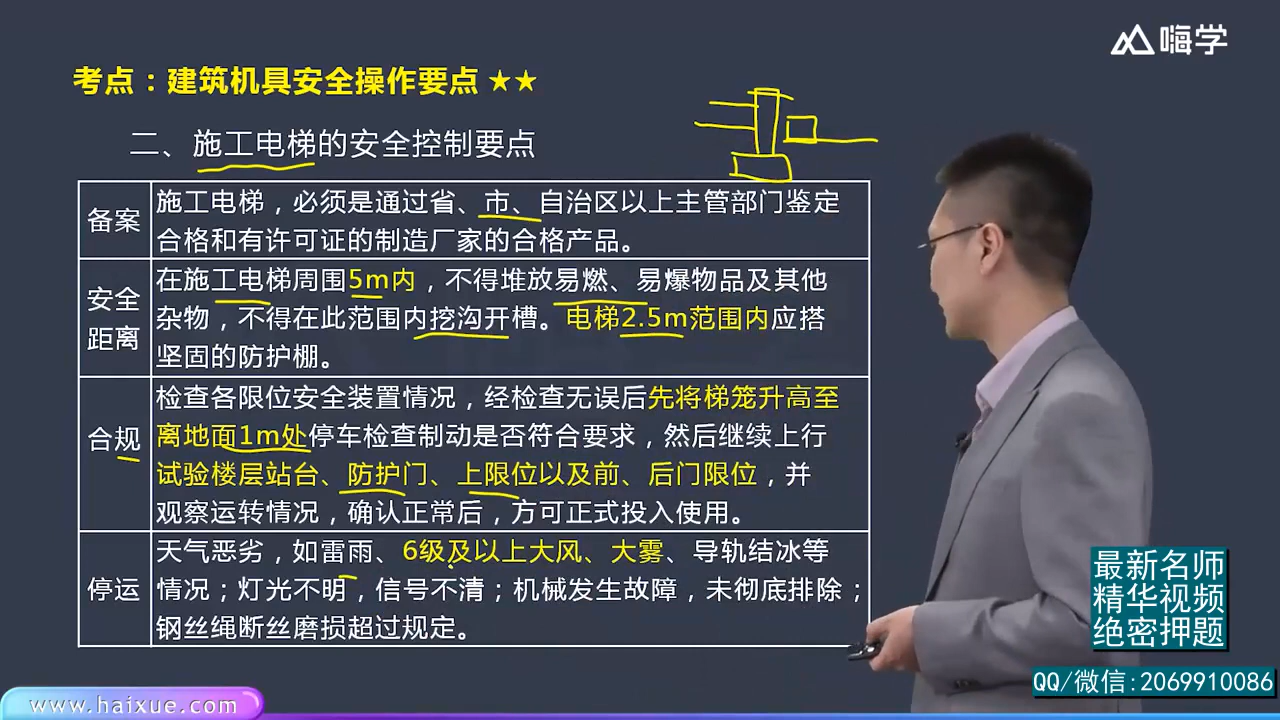 嗨学
考点：建筑机具安全操作要点 ★★
二、施工电梯的安全控制要点
备案
施工电梯，必须是通过省、市、自治区以上主管部门鉴定
合格和有许可证的制造厂家的合格产品。
安全
距离
在施工电梯周围5m内，不得堆放易燃、易爆物品及其他
杂物，不得在此范围内挖沟开槽。电梯2.5m范围内应搭
坚固的防护棚。
合规
检查各限位安全装置情况，经检查无误后先将梯笼升高至
离地面1m处停车检查制动是否符合要求，然后继续上行
试验楼层站台、防护门、上限位以及前、后门限位，并
观察运转情况，确认正常后，方可正式投入使用。
停运
天气恶劣，如雷雨、6级及以上大风、大雾、导轨结冰等
情况；灯光不明，信号不清；机械发生故障，未彻底排除；
钢丝绳断丝磨损超过规定。
最新名师
精华视频
绝密押题
QQ/微信:2069910086
www.haixue.com